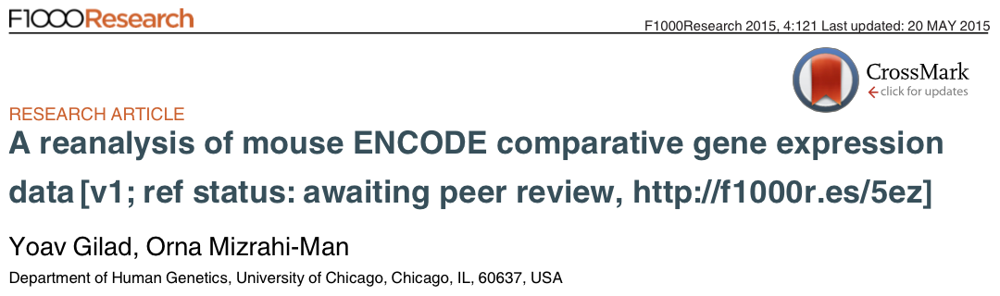 F1000Research
F1000Research 2015, 4:121 Last updated: 20 MAY 2015
CrossMark
click for updates
RESEARCH ARTICLE
A reanalysis of mouse ENCODE comparative gene expression
data [v1; ref status: awaiting peer review, http://f1000r.es/5ez]
Yoav Gilad, Orna Mizrahi-Man
Department of Human Genetics, University of Chicago, Chicago, IL, 60637, USA